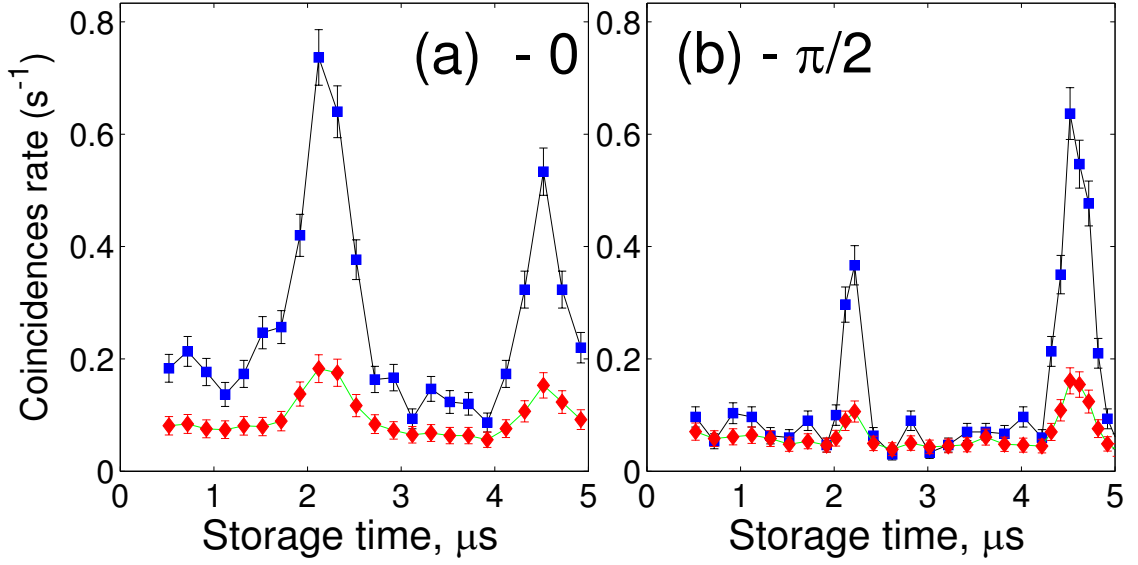 (a) - 0
(b) - π/2
Coincidences rate (s⁻¹)
0.8
0.6
0.4
0.2
0
0 1 2 3 4 5
Storage time, μs
0.8
0.6
0.4
0.2
0
0 1 2 3 4 5
Storage time, μs